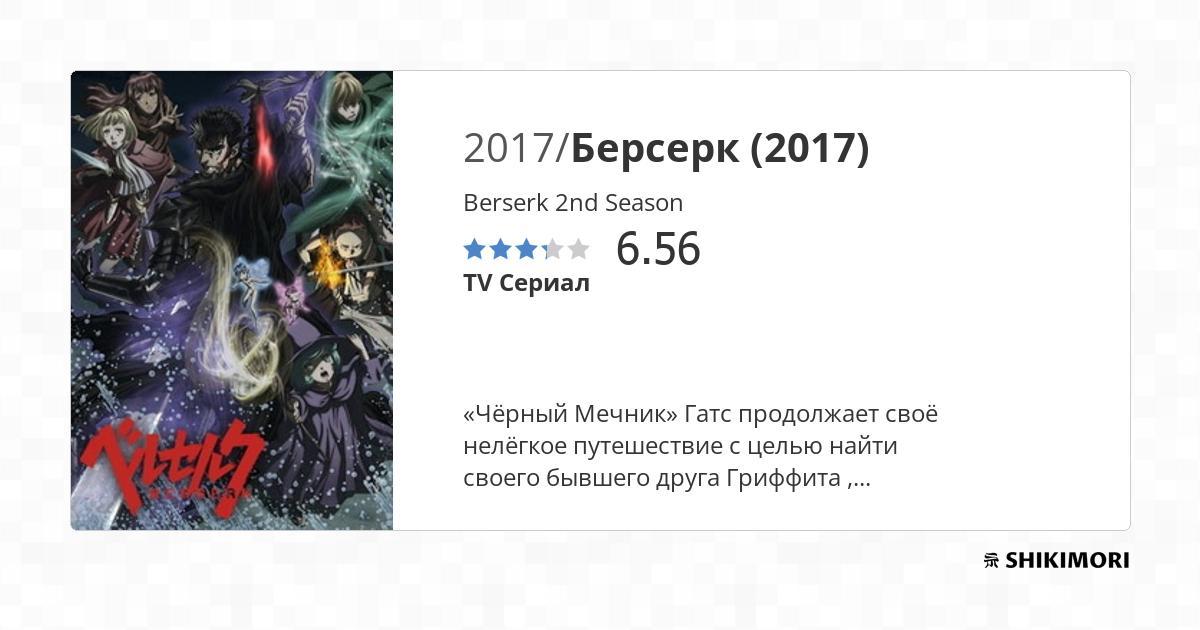 2017/Берсерк (2017)
Berserk 2nd Season
6.56
TV Сериал
«Чёрный Мечник» Гатс продолжает своё
нелёгкое путешествие с целью найти
своего бывшего друга Гриффита ,...
ベルセルク
BERSERK
SHIKIMORI